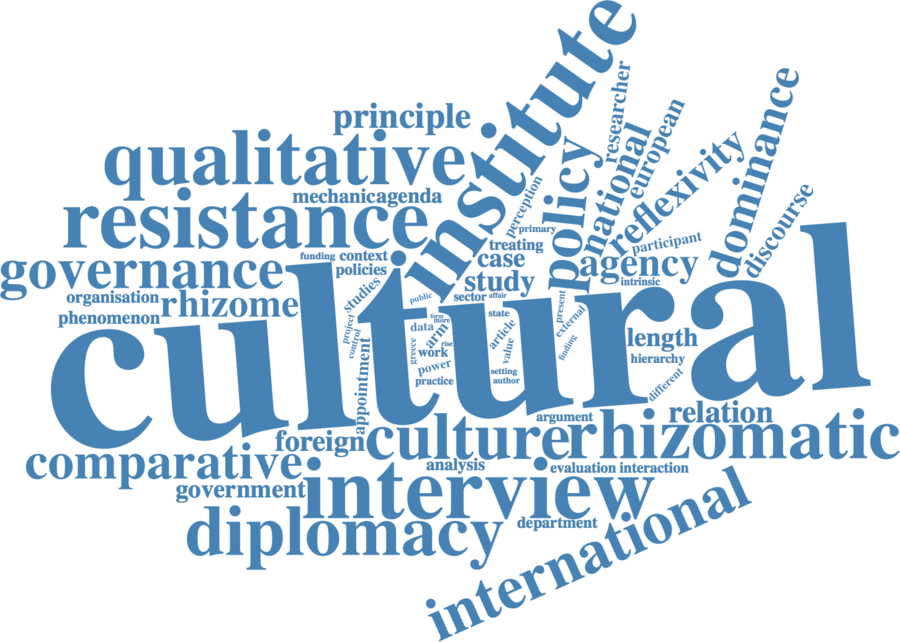 institute
researcher
principle
european
dominance
national
qualitative
policy
reflexivity
mechanic
agenda
perception
discourse
resistance
primary
participant
treating
cultural
governance
funding
context
case
agency
policies
study
intrinsic
organisation
rhizome
studies
public
sector
affair
present
phenomenon
project
control
form
more
state
external
data
arm
article
length
greece
rise
work
value
finding
hierarchy
power
setting
different
practice
author
appointment
argument
relation
foreign
culture
rhizomatic
comparative
analysis
evaluation
interaction
government
interview
diplomacy
department
international